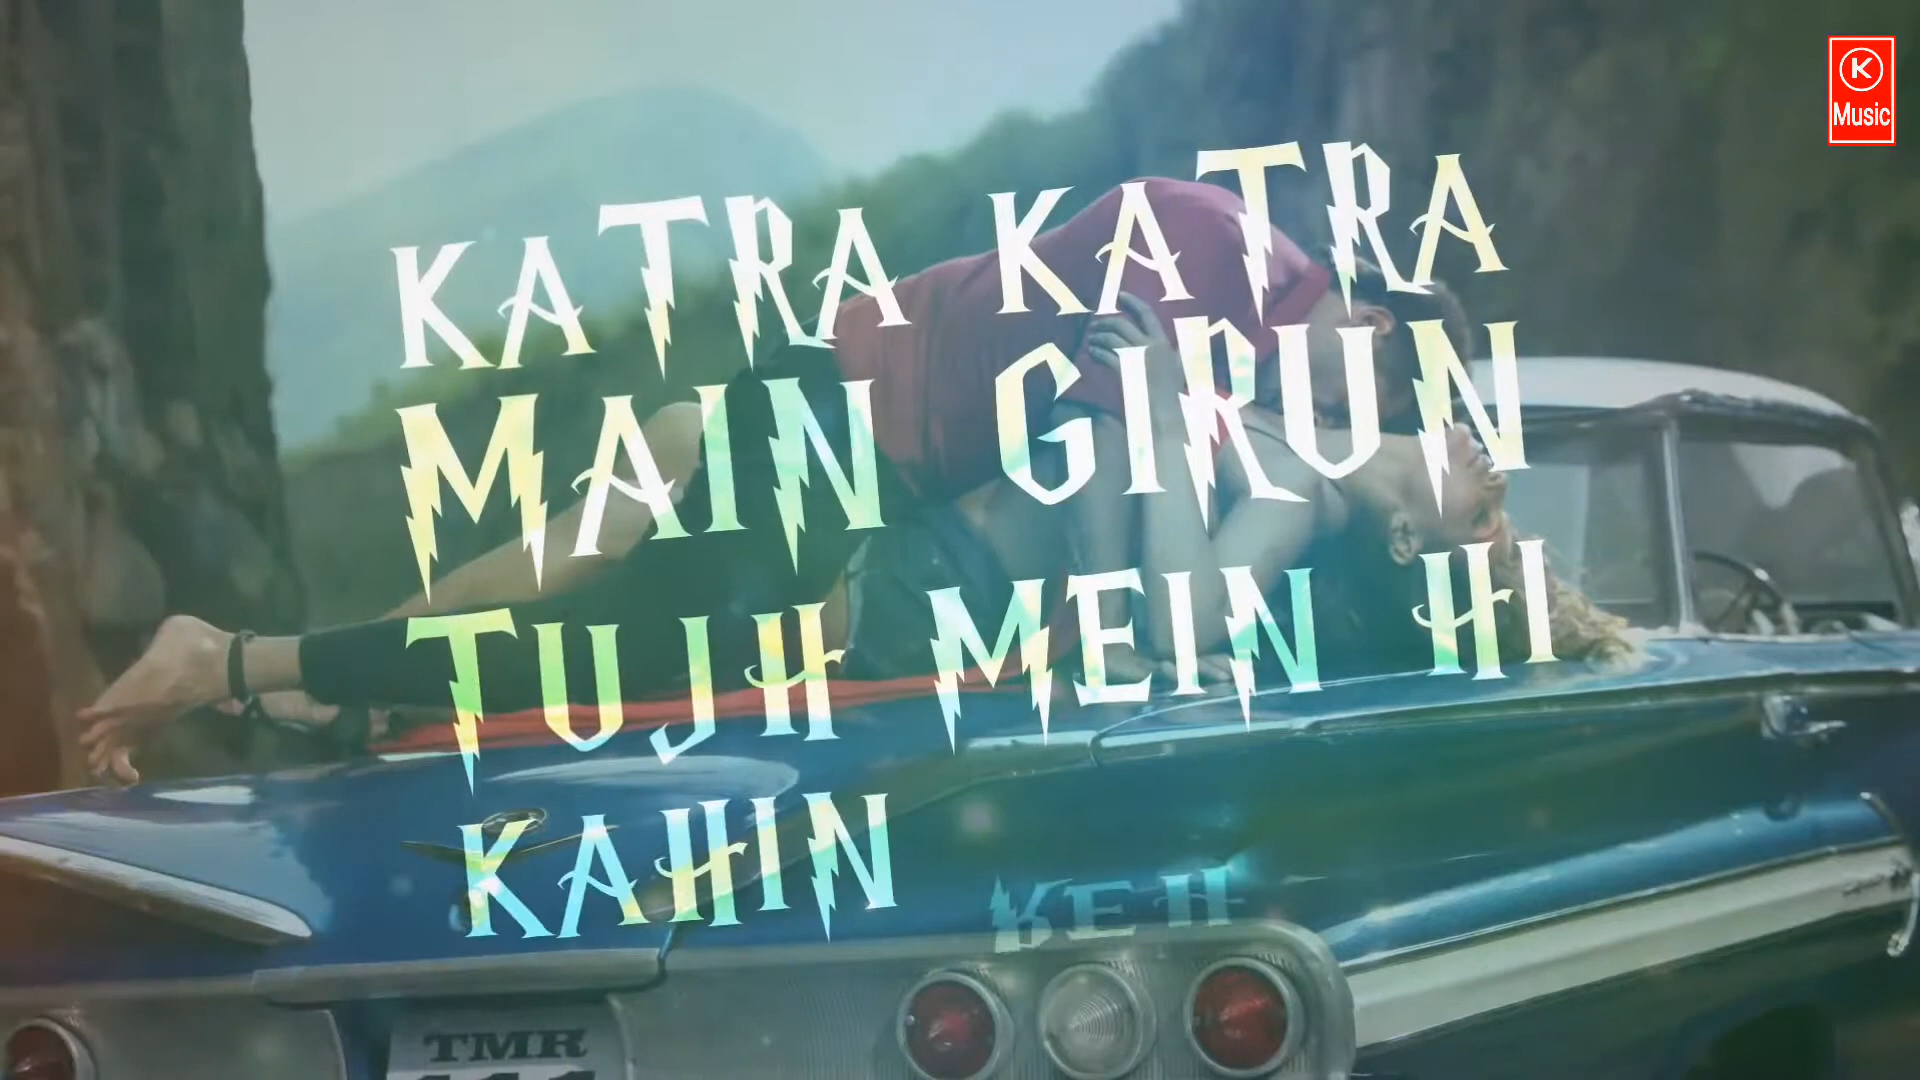 K
Music
KATRA KATRA
MAIN GIRUN
TUJH MEIN HI
KAHIN
TMR